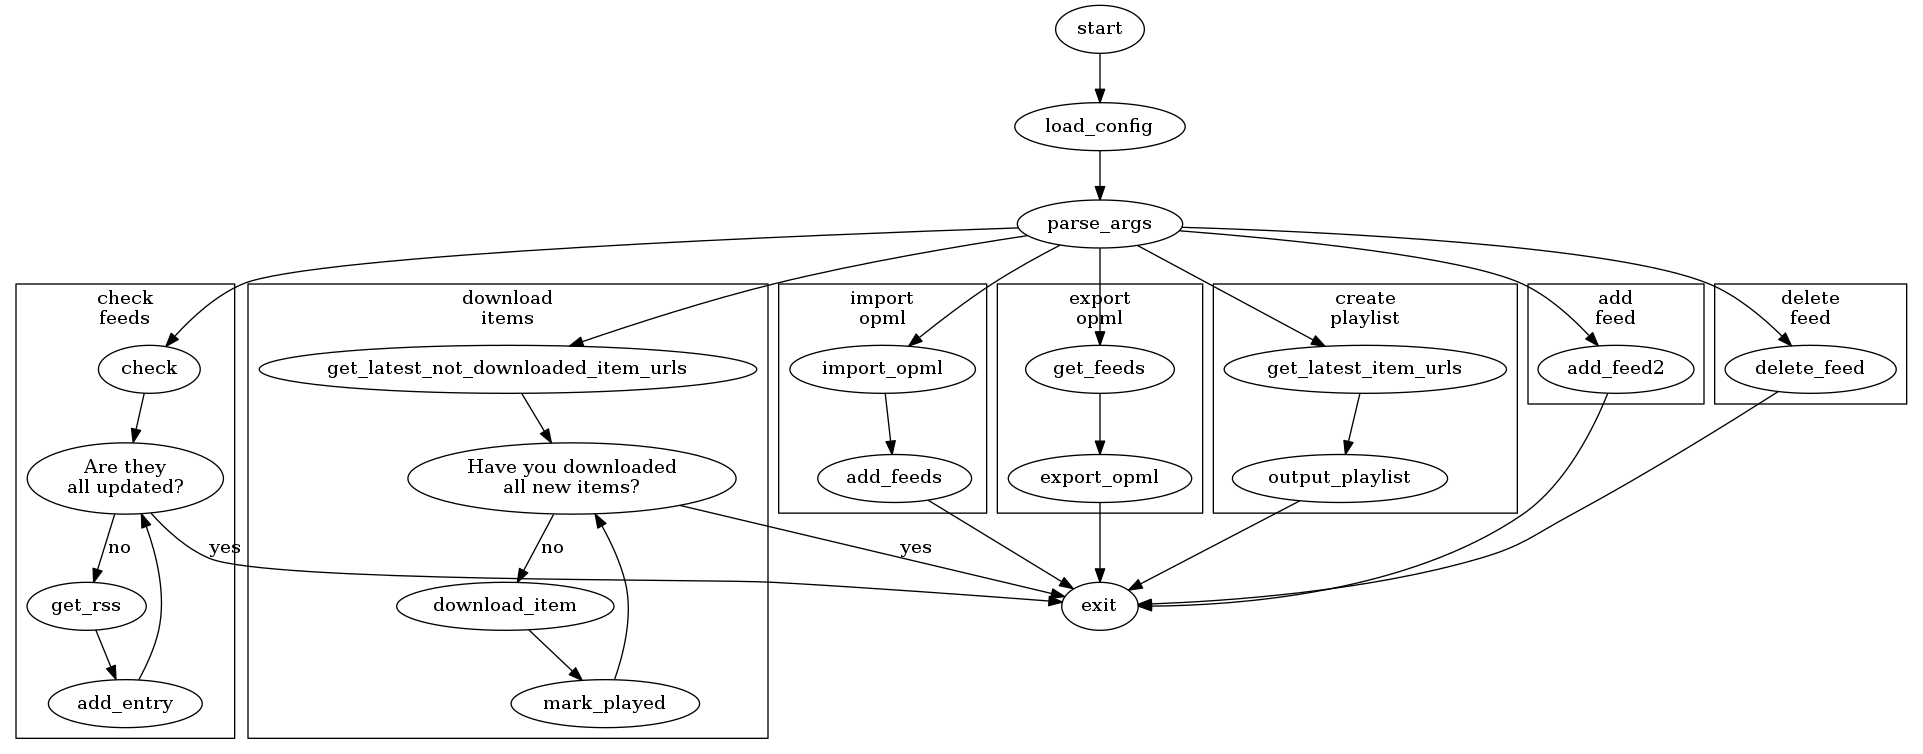 start
load_config
parse_args
check
feeds
download
items
import
opml
export
opml
create
playlist
add
feed
delete
feed
check
get_latest_not_downloaded_item_urls
import_opml
get_feeds
get_latest_item_urls
add_feed2
delete_feed
Are they
all updated?
Have you downloaded
all new items?
add_feeds
export_opml
output_playlist
no
yes
no
yes
get_rss
download_item
exit
add_entry
mark_played